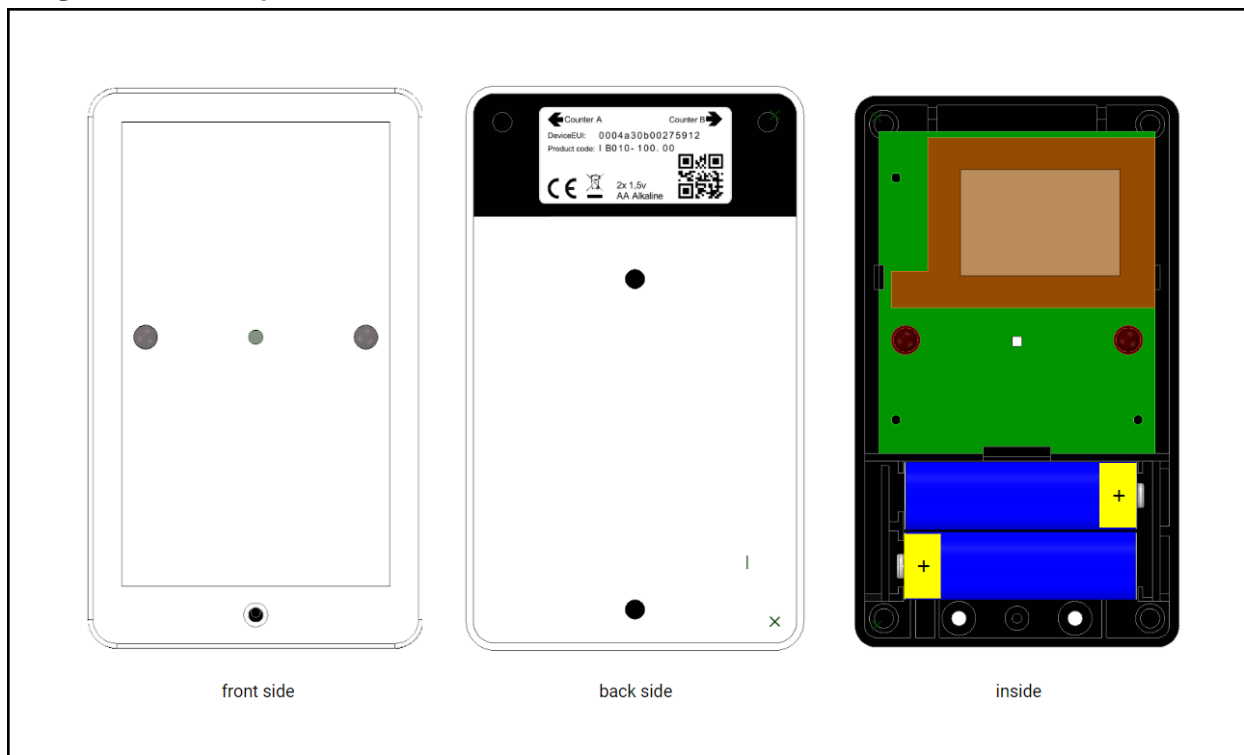 Counter A Counter B
DeviceEUI: 0004a30b00275912
Product code: I B010-100. 00
CE 2x 1,5v
AA Alkaline
+
+
front side back side inside